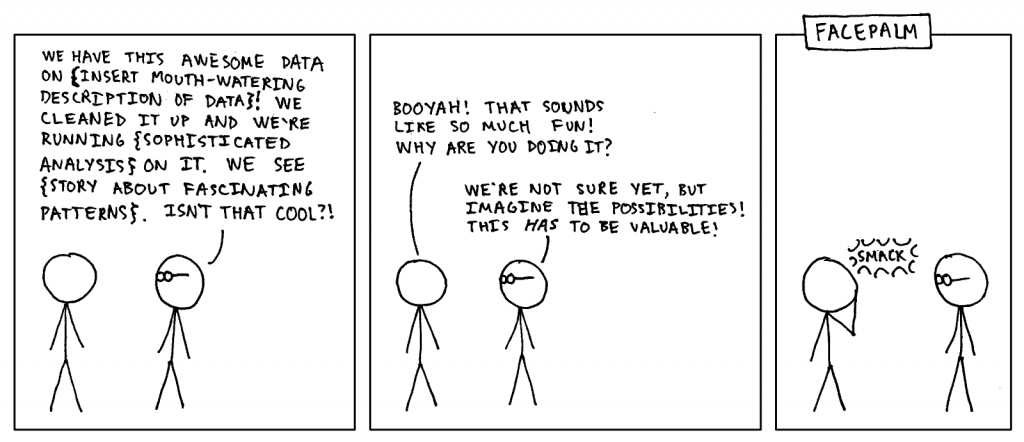 WE HAVE THIS AWESOME DATA
ON {INSERT MOUTH-WATERING
DESCRIPTION OF DATA}! WE
CLEANED IT UP AND WE'RE
RUNNING {SOPHISTICATED
ANALYSIS} ON IT. WE SEE
{STORY ABOUT FASCINATING
PATTERNS}. ISN'T THAT COOL?!
BOOYAH! THAT SOUNDS
LIKE SO MUCH FUN!
WHY ARE YOU DOING IT?
WE'RE NOT SURE YET, BUT
IMAGINE THE POSSIBILITIES!
THIS HAS TO BE VALUABLE!
FACEPALM
SMACK